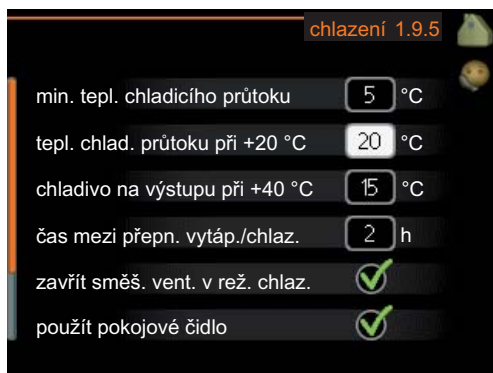 chlazení 1.9.5
min. tepl. chladicího průtoku 5 °C
tepl. chlad. průtoku při +20 °C 20 °C
chladivo na výstupu při +40 °C 15 °C
čas mezi přepn. vytáp./chlaz. 2 h
zavřít směš. vent. v rež. chlaz.
použít pokojové čidlo